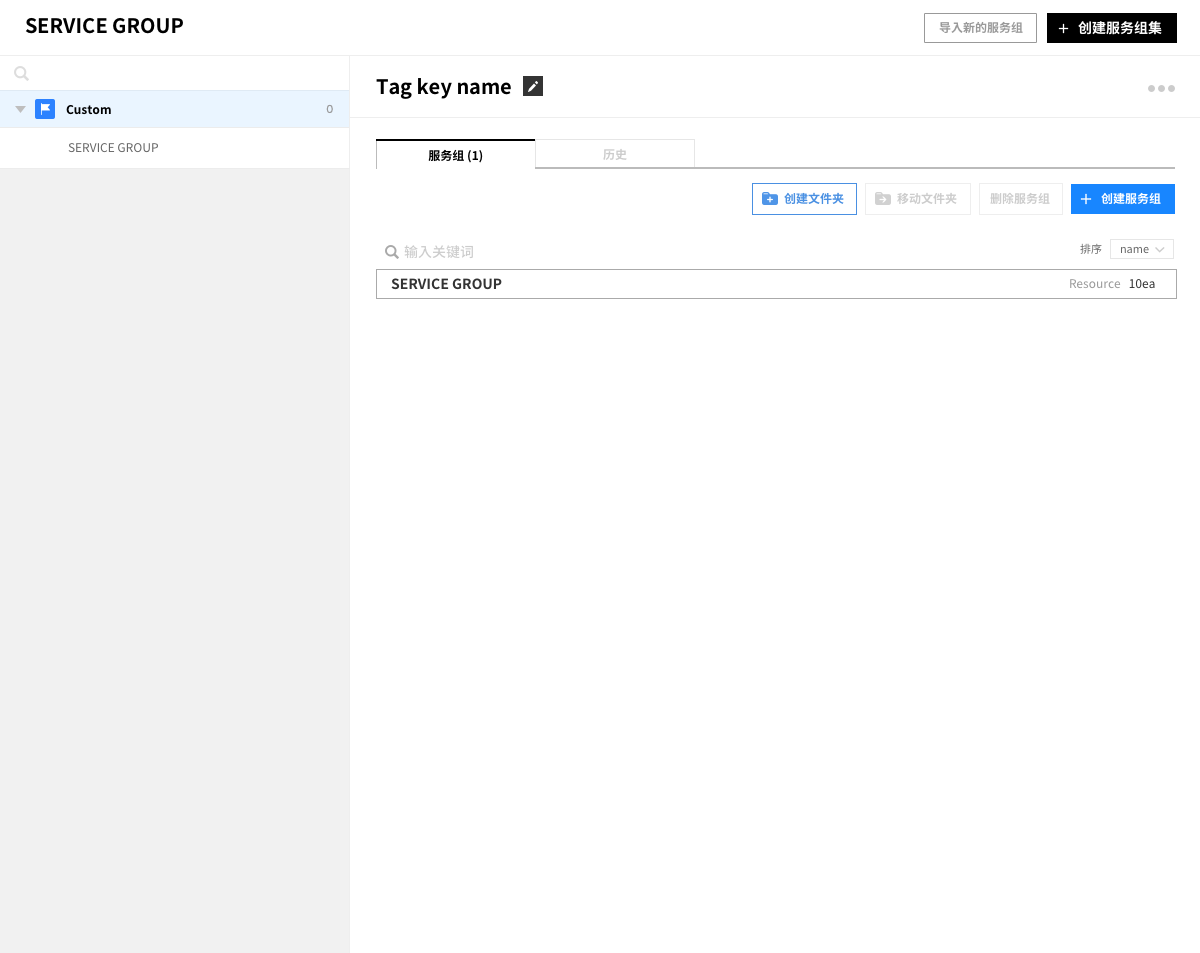 SERVICE GROUP
导入新的服务组
创建服务组集
Custom
0
SERVICE GROUP
Tag key name
服务组 (1)
历史
创建文件夹
移动文件夹
删除服务组
创建服务组
输入关键词
排序
name
SERVICE GROUP
Resource 10ea